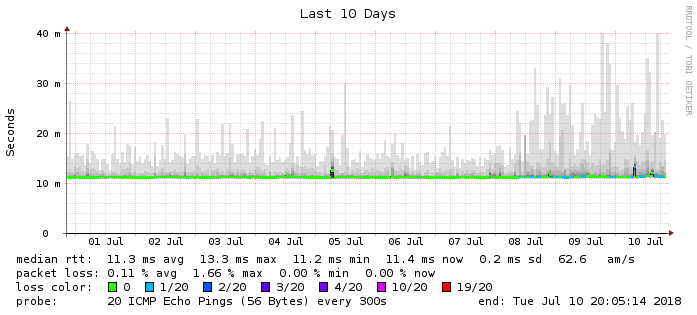 Last 10 Days
RRDTOOL / TOBI OETIKER
Seconds
40 m
30 m
20 m
10 m
0
01 Jul 02 Jul 03 Jul 04 Jul 05 Jul 06 Jul 07 Jul 08 Jul 09 Jul 10 Jul
median rtt: 11.3 ms avg 13.3 ms max 11.2 ms min 11.4 ms now 0.2 ms sd 62.6 am/s
packet loss: 0.11 % avg 1.66 % max 0.00 % min 0.00 % now
loss color: 0 1/20 2/20 3/20 4/20 10/20 19/20
probe: 20 ICMP Echo Pings (56 Bytes) every 300s end: Tue Jul 10 20:05:14 2018